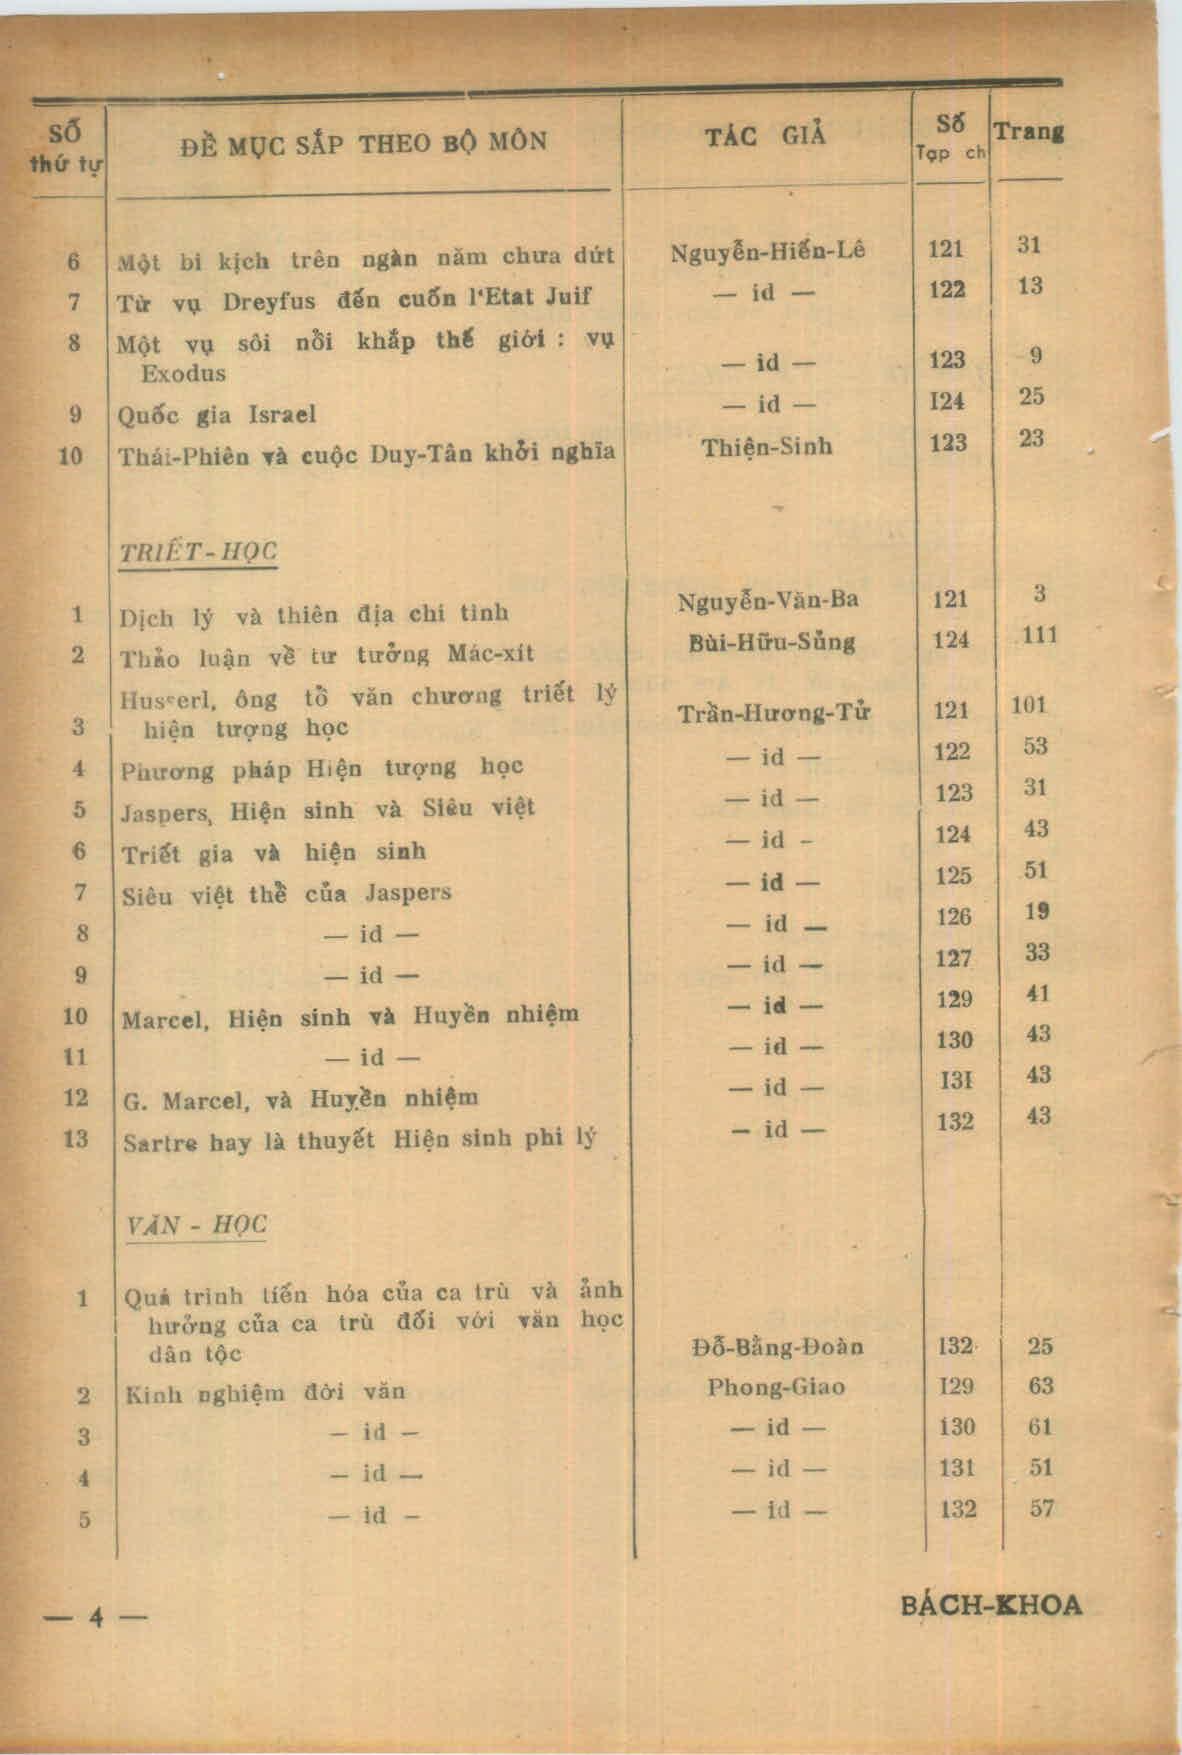 SỐ thứ tự | ĐỀ MỤC SẮP THEO BỘ MÔN | TÁC GIẢ | Số Tạp ch | Trang
6 Một bi kịch trên ngàn năm chưa dứt Nguyễn-Hiến-Lê 121 31
7 Từ vụ Dreyfus đến cuốn l'Etat Juif — id — 122 13
8 Một vụ sôi nổi khắp thế giới : vụ
Exodus — id — 123 9
9 Quốc gia Israel — id — I24 25
10 Thái-Phiên và cuộc Duy-Tân khởi nghĩa Thiện-Sinh 123 23
TRIẾT-HỌC
1 Dịch lý và thiên địa chi tình Nguyễn-Văn-Ba 121 3
2 Thảo luận về tư tưởng Mác-xít Bùi-Hữu-Sủng 124 111
Husserl, ông tổ văn chương triết lý
3 hiện tượng học Trần-Hương-Tử 121 101
4 Phương pháp Hiện tượng học — id — 122 53
5 Jaspers, Hiện sinh và Siêu việt — id — 123 31
6 Triết gia và hiện sinh — id - 124 43
7 Siêu việt thể của Jaspers — id — 125 51
8 — id — — id — 126 19
9 — id — — id — 127 33
10 Marcel, Hiện sinh và Huyền nhiệm — id — 129 41
11 — id — — id — 130 43
12 G. Marcel, và Huyền nhiệm — id — I3I 43
13 Sartre hay là thuyết Hiện sinh phi lý — id — 132 43
VĂN - HỌC
1 Quá trình tiến hóa của ca trù và ảnh
hưởng của ca trù đối với văn học
dân tộc Đỗ-Bằng-Đoàn 132 25
2 Kinh nghiệm đời văn Phong-Giao I29 63
3 — id — — id — 130 61
4 — id — — id — 131 51
5 — id — — id — 132 57
— 4 — BÁCH-KHOA